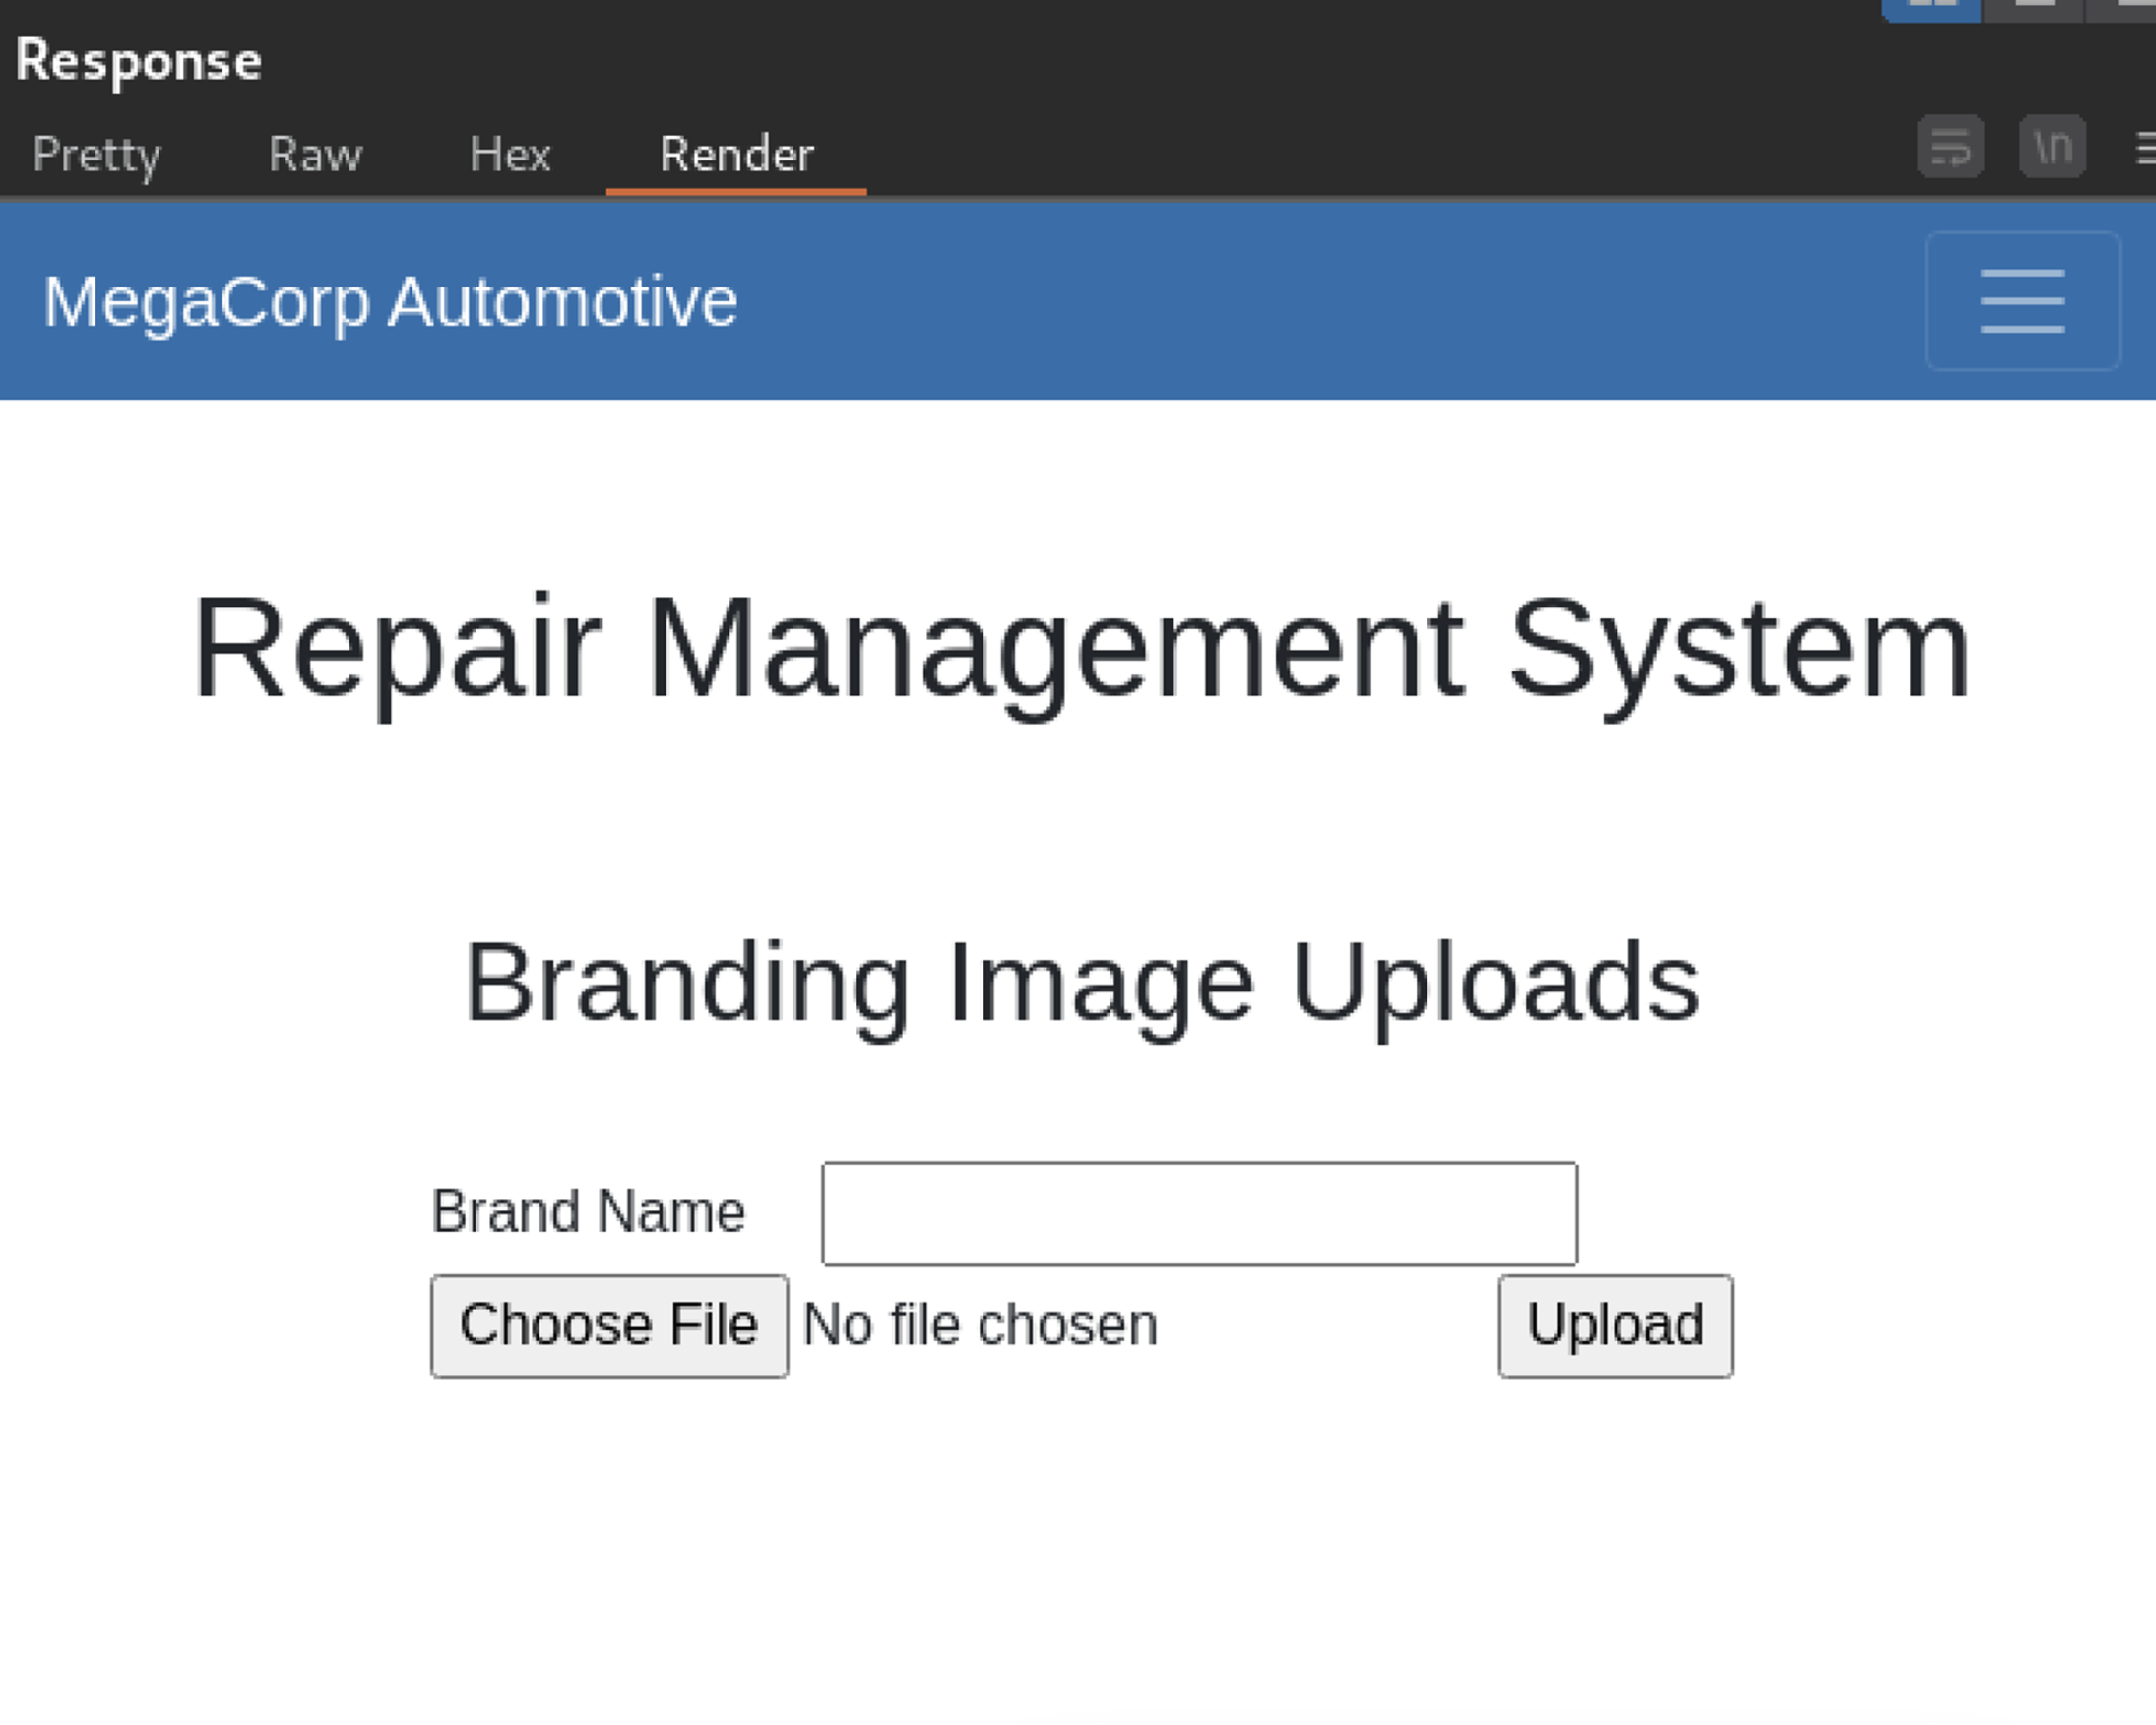 Response
Pretty Raw Hex Render \n
MegaCorp Automotive
Repair Management System
Branding Image Uploads
Brand Name
Choose File No file chosen Upload